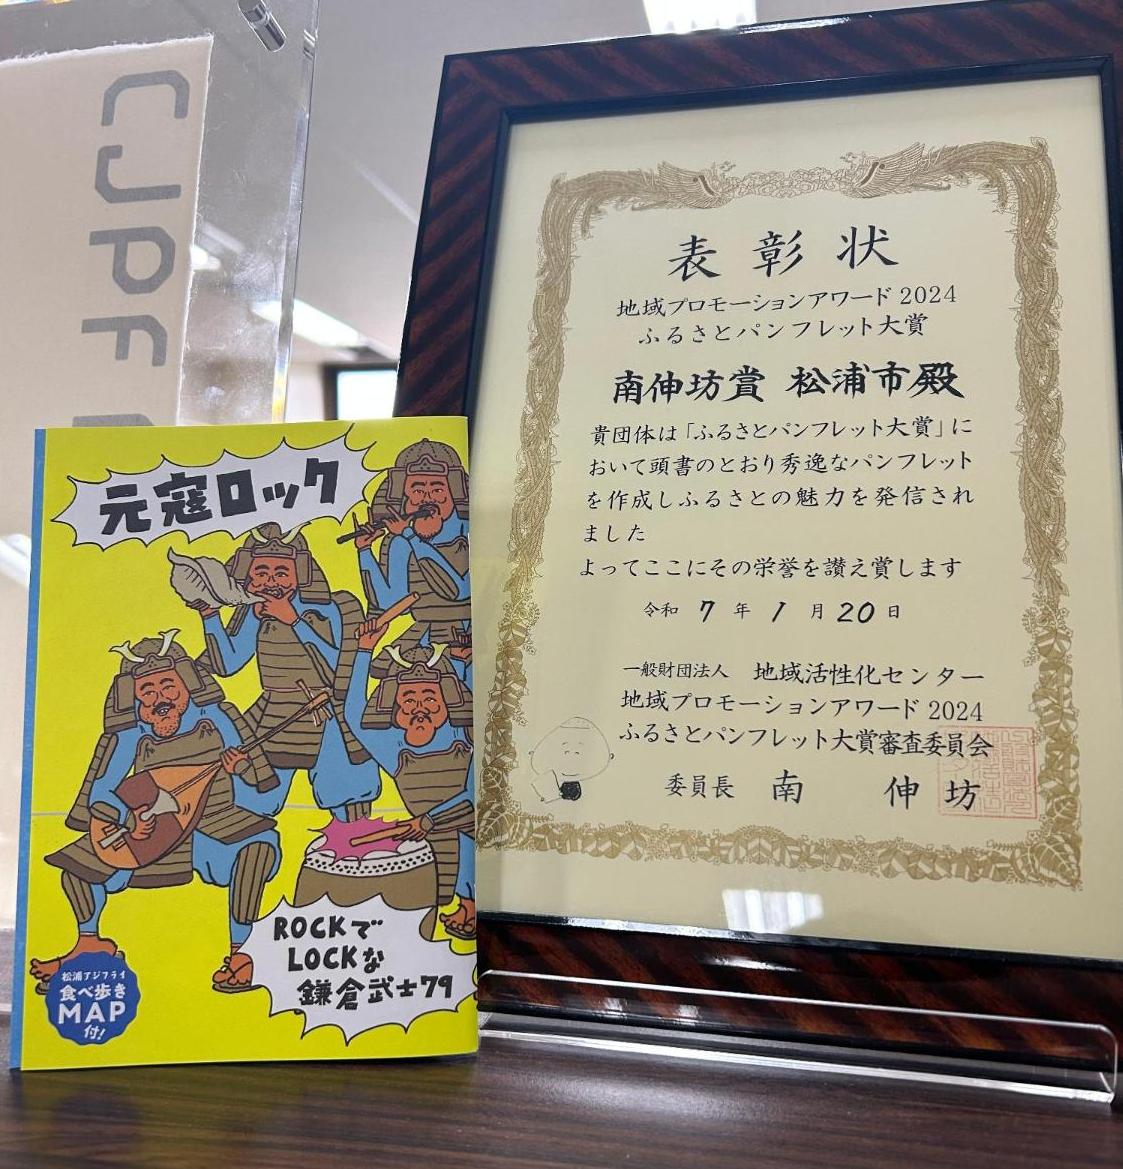 CJPF
元寇ロック
ROCKで
LOCKな
鎌倉武士79
松浦アジフライ
食べ歩き
MAP
付!
表彰状
地域プロモーションアワード2024
ふるさとパンフレット大賞
南伸坊賞 松浦市殿
貴団体は「ふるさとパンフレット大賞」に
おいて頭書のとおり秀逸なパンフレット
を作成しふるさとの魅力を発信され
ました
よってここにその栄誉を讃え賞します
令和 7 年 1 月 20 日
一般財団法人 地域活性化センター
地域プロモーションアワード2024
ふるさとパンフレット大賞審査委員会
委員長 南 伸坊